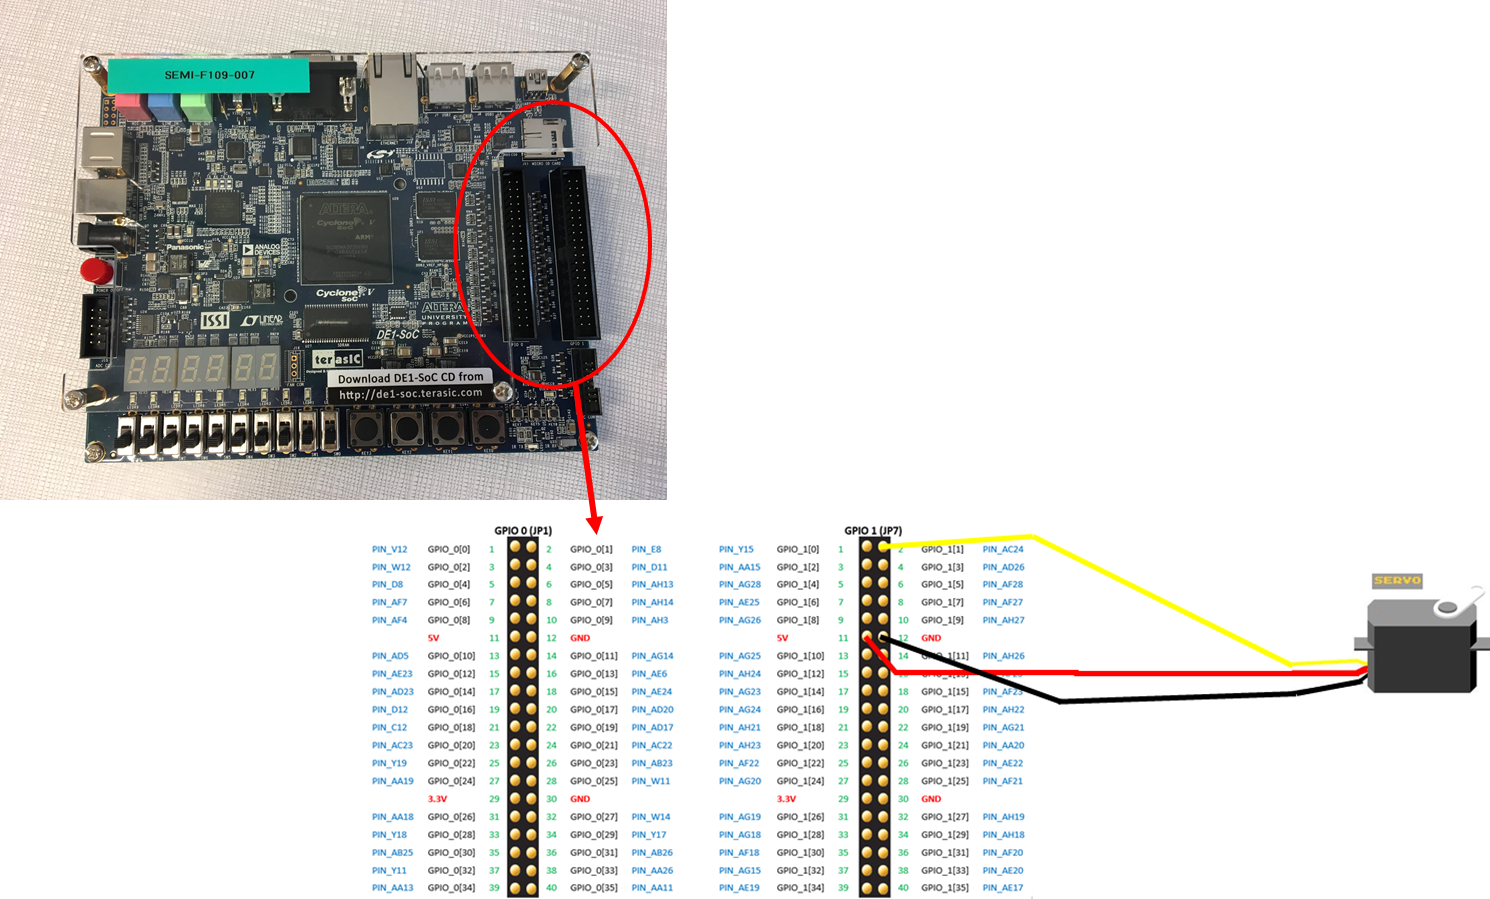 SEMI-F109-007
ALTERA
Cyclone V
SoC
ARM
Panasonic
ANALOG
DEVICES
Cyclone V
SoC
ISSI
LINEAR
ALTERA
UNIVERSITY
PROGRAM
DE1-SoC
terasIC
Download DE1-SoC CD from
http://de1-soc.terasic.com
GPIO 0 (JP1)
PIN_V12 GPIO_0[0] 1 2 GPIO_0[1] PIN_E8
PIN_W12 GPIO_0[2] 3 4 GPIO_0[3] PIN_D11
PIN_D8 GPIO_0[4] 5 6 GPIO_0[5] PIN_AH13
PIN_AF7 GPIO_0[6] 7 8 GPIO_0[7] PIN_AH14
PIN_AF4 GPIO_0[8] 9 10 GPIO_0[9] PIN_AH3
5V 11 12 GND
PIN_AD5 GPIO_0[10] 13 14 GPIO_0[11] PIN_AG14
PIN_AE23 GPIO_0[12] 15 16 GPIO_0[13] PIN_AE6
PIN_AD23 GPIO_0[14] 17 18 GPIO_0[15] PIN_AE24
PIN_D12 GPIO_0[16] 19 20 GPIO_0[17] PIN_AD20
PIN_C12 GPIO_0[18] 21 22 GPIO_0[19] PIN_AD17
PIN_AC23 GPIO_0[20] 23 24 GPIO_0[21] PIN_AC22
PIN_Y19 GPIO_0[22] 25 26 GPIO_0[23] PIN_AB23
PIN_AA19 GPIO_0[24] 27 28 GPIO_0[25] PIN_W11
3.3V 29 30 GND
PIN_AA18 GPIO_0[26] 31 32 GPIO_0[27] PIN_W14
PIN_Y18 GPIO_0[28] 33 34 GPIO_0[29] PIN_Y17
PIN_AB25 GPIO_0[30] 35 36 GPIO_0[31] PIN_AB26
PIN_Y11 GPIO_0[32] 37 38 GPIO_0[33] PIN_AA26
PIN_AA13 GPIO_0[34] 39 40 GPIO_0[35] PIN_AA11
GPIO 1 (JP7)
PIN_Y15 GPIO_1[0] 1 2 GPIO_1[1] PIN_AC24
PIN_AA15 GPIO_1[2] 3 4 GPIO_1[3] PIN_AD26
PIN_AG28 GPIO_1[4] 5 6 GPIO_1[5] PIN_AF28
PIN_AE25 GPIO_1[6] 7 8 GPIO_1[7] PIN_AF27
PIN_AG26 GPIO_1[8] 9 10 GPIO_1[9] PIN_AH27
5V 11 12 GND
PIN_AG25 GPIO_1[10] 13 14 GPIO_1[11] PIN_AH26
PIN_AH24 GPIO_1[12] 15
PIN_AG23 GPIO_1[14] 17 18 GPIO_1[15] PIN_AF23
PIN_AG24 GPIO_1[16] 19 20 GPIO_1[17] PIN_AH22
PIN_AH21 GPIO_1[18] 21 22 GPIO_1[19] PIN_AG21
PIN_AH23 GPIO_1[20] 23 24 GPIO_1[21] PIN_AA20
PIN_AF22 GPIO_1[22] 25 26 GPIO_1[23] PIN_AE22
PIN_AG20 GPIO_1[24] 27 28 GPIO_1[25] PIN_AF21
3.3V 29 30 GND
PIN_AG19 GPIO_1[26] 31 32 GPIO_1[27] PIN_AH19
PIN_AG18 GPIO_1[28] 33 34 GPIO_1[29] PIN_AH18
PIN_AF18 GPIO_1[30] 35 36 GPIO_1[31] PIN_AF20
PIN_AG15 GPIO_1[32] 37 38 GPIO_1[33] PIN_AE20
PIN_AE19 GPIO_1[34] 39 40 GPIO_1[35] PIN_AE17
SERVO